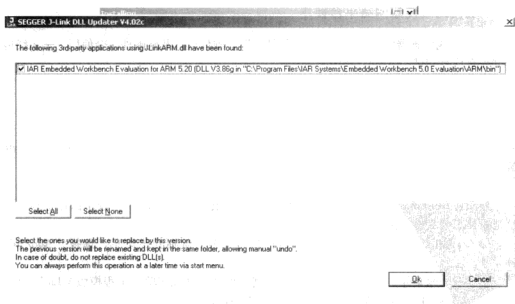 SEGGER J-Link DLL Updater V4.02c
The following 3rd-party applications using JLinkARM.dll have been found:
IAR Embedded Workbench Evaluation for ARM 5.20 (DLL V3.86g in "C:\Program Files\IAR Systems\Embedded Workbench 5.0 Evaluation\ARM\bin")
Select All Select None
Select the ones you would like to replace by this version.
The previous version will be renamed and kept in the same folder, allowing manual "undo".
In case of doubt, do not replace existing DLL(s).
You can always perform this operation at a later time via start menu.
Ok Cancel